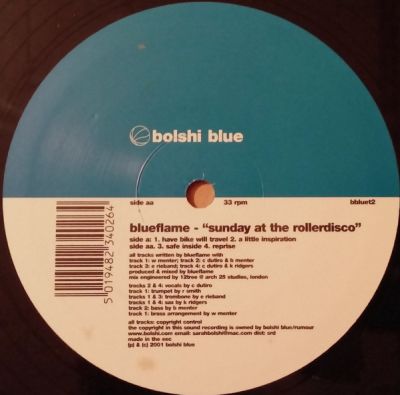 bolshi blue
side aa 33 rpm bbluet2
blueflame - "sunday at the rollerdisco"
side a: 1. have bike will travel 2. a little inspiration
side aa. 3. safe inside 4. reprise
all tracks written by blueflame with
track 1: w menter; track 2: c dutiro & b menter
track 3: e rieband; track 4: c dutiro & k ridgers
produced & mixed by blueflame
mix engineered by 13tree @ arch 25 studios, london
tracks 2 & 4: vocals by c dutiro
track 1: trumpet by r smith
tracks 1 & 3: trombone by e rieband
tracks 1 & 4: sax by k ridgers
track 2: bass by b menter
track 1: brass arrangement by w menter
all tracks: copyright control
the copyright in this sound recording is owned by bolshi blue/rumour
www.bolshi.com email: sarahbolshi@mac.com dist: srd
made in the eec
(p) & (c) 2001 bolshi blue
5 019482 340264